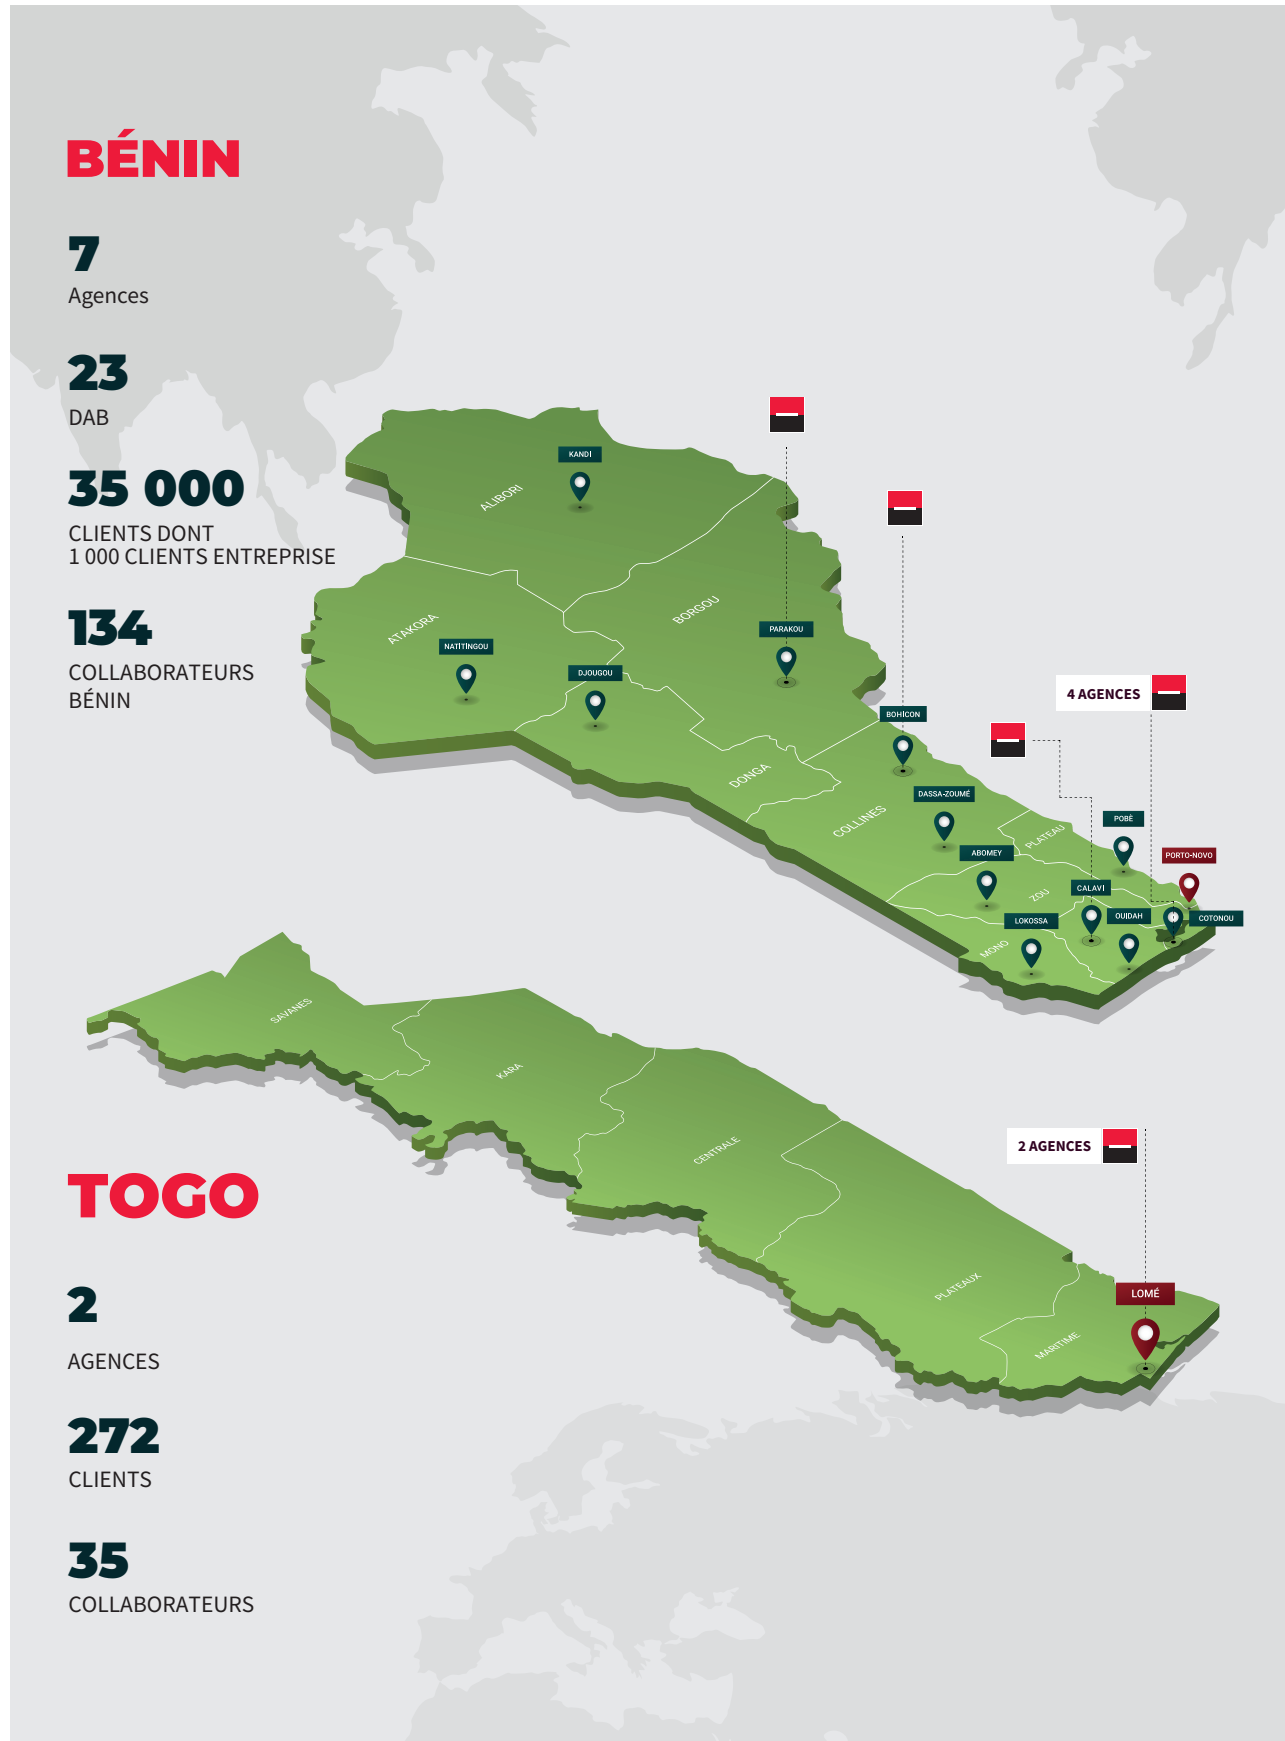 BÉNIN
7
Agences
23
DAB
35 000
CLIENTS DONT
1 000 CLIENTS ENTREPRISE
134
COLLABORATEURS
BÉNIN
KANDI
ALIBORI
BORGOU
ATAKORA
NATITINGOU
DJOUGOU
PARAKOU
4 AGENCES
BOHICON
DONGA
COLLINES
DASSA-ZOUMÉ
PLATEAU
POBÈ
ABOMEY
PORTO-NOVO
ZOU
CALAVI
LOKOSSA
OUIDAH
COTONOU
MONO
SAVANES
KARA
CENTRALE
2 AGENCES
PLATEAUX
LOMÉ
MARITIME
TOGO
2
AGENCES
272
CLIENTS
35
COLLABORATEURS